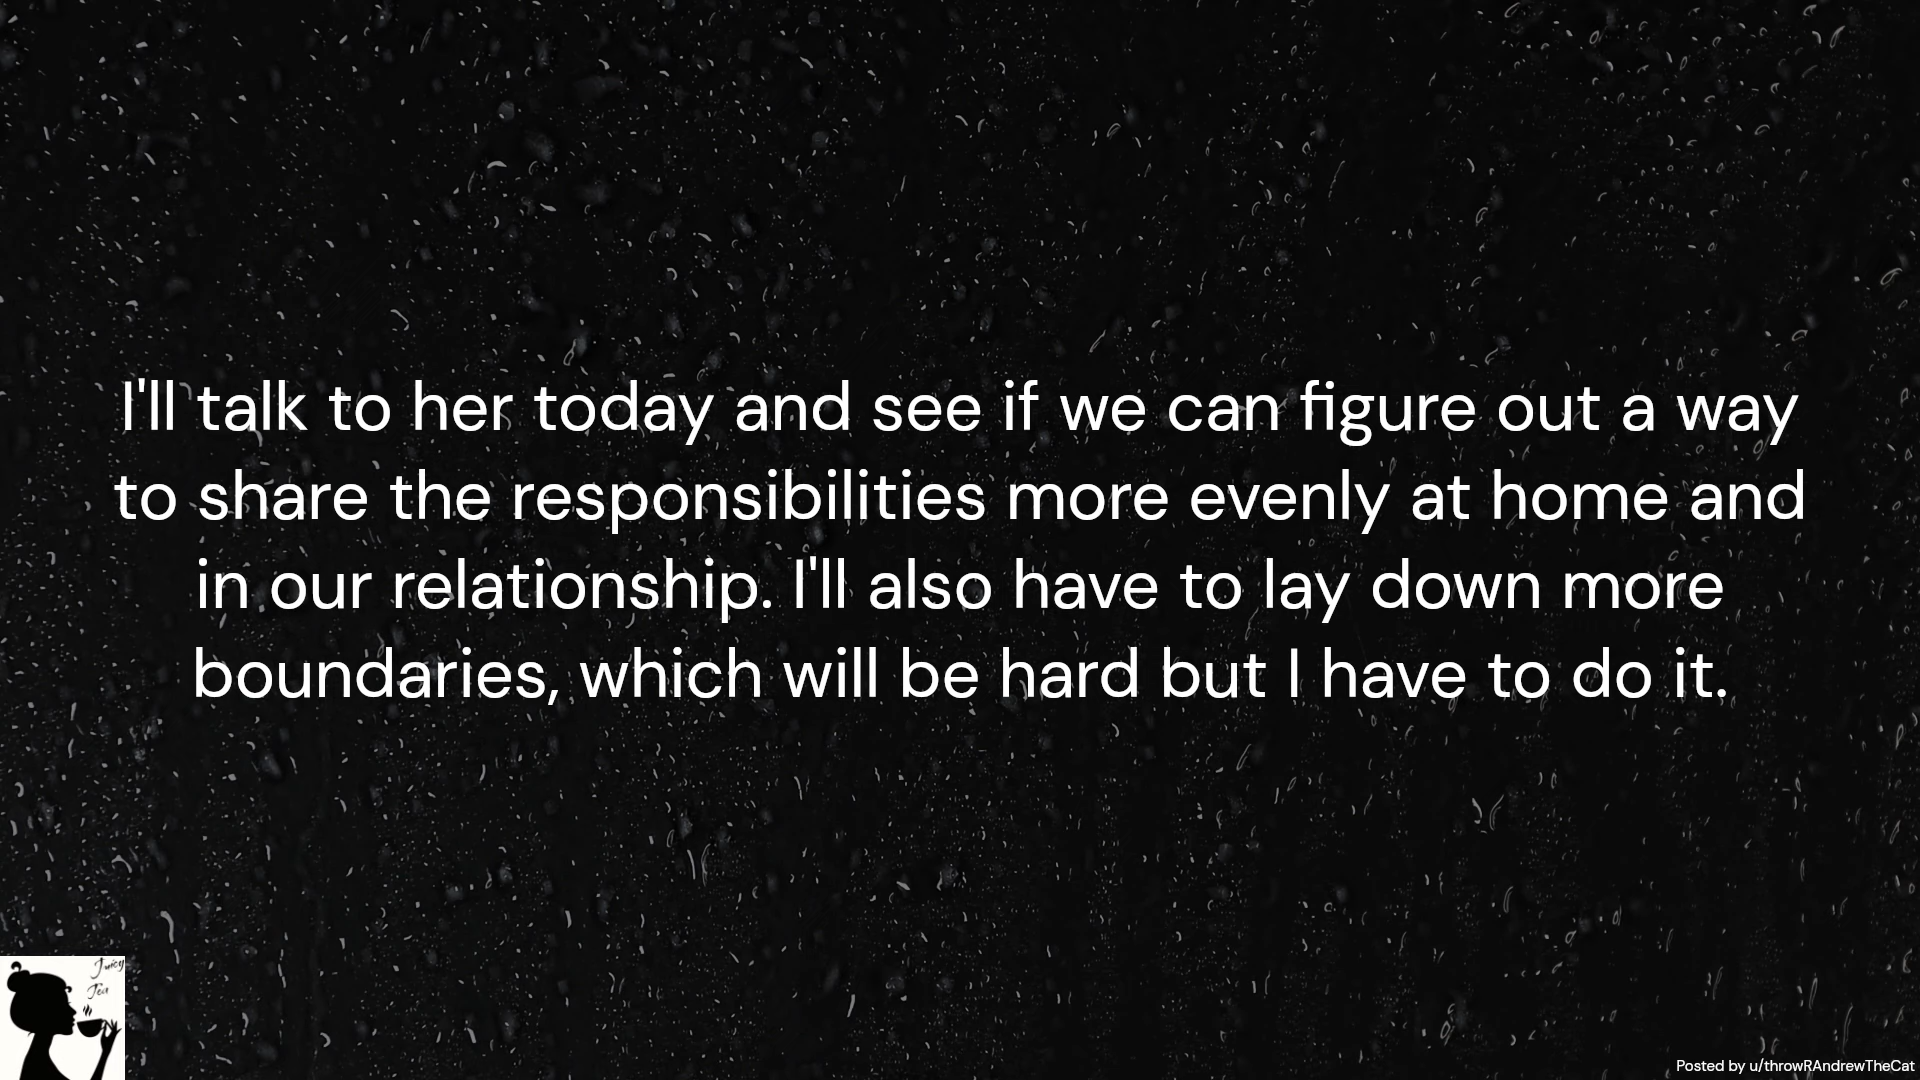 I'll talk to her today and see if we can figure out a way
to share the responsibilities more evenly at home and
in our relationship. I'll also have to lay down more
boundaries, which will be hard but I have to do it.
Juicy
Tea
Posted by u/throwRAndrewTheCat